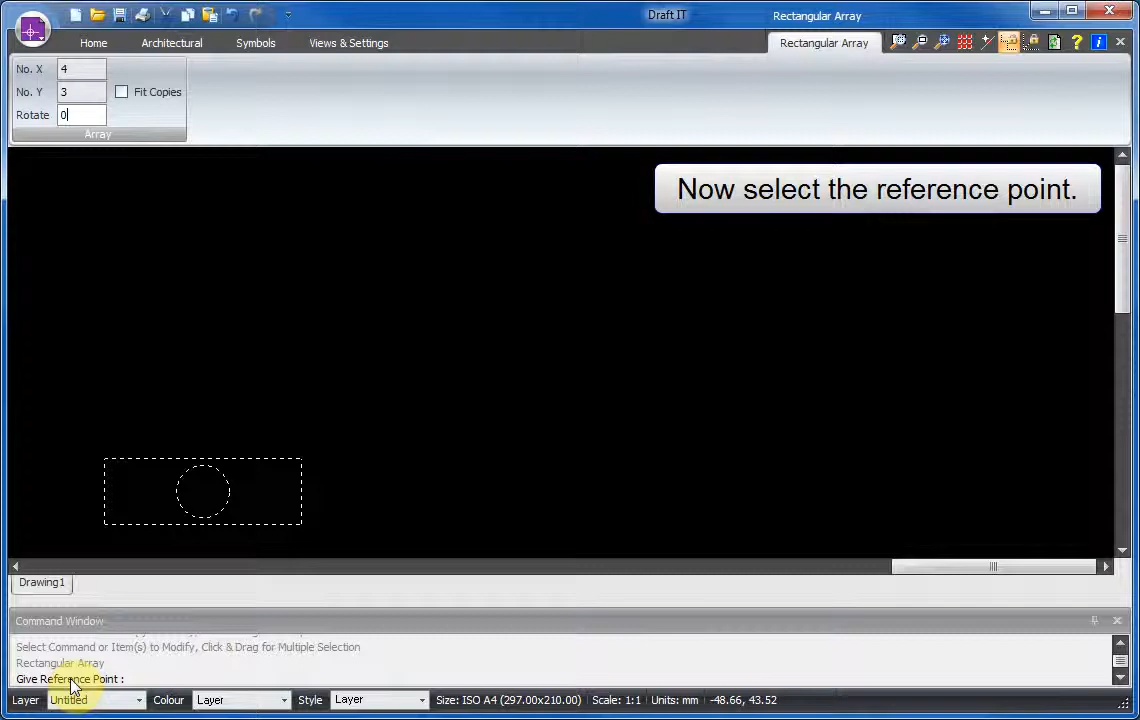 Draft IT
Rectangular Array
Home
Architectural
Symbols
Views & Settings
Rectangular Array
No. X 4
No. Y 3
Fit Copies
Rotate 0
Array
Now select the reference point.
Drawing1
Command Window
Select Command or Item(s) to Modify, Click & Drag for Multiple Selection
Rectangular Array
Give Reference Point :
Layer Untitled Colour Layer Style Layer Size: ISO A4 (297.00x210.00) Scale: 1:1 Units: mm -48.66, 43.52